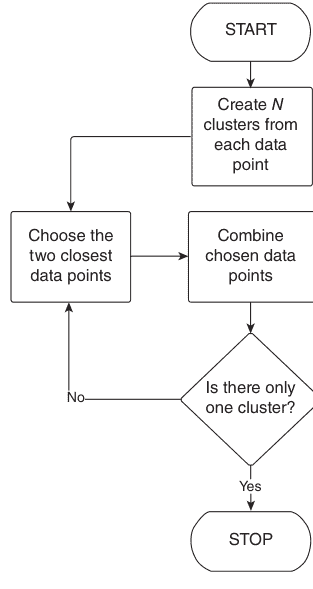 START
Create N
clusters from
each data
point
Choose the
two closest
data points
Combine
chosen data
points
Is there only
one cluster?
No
Yes
STOP